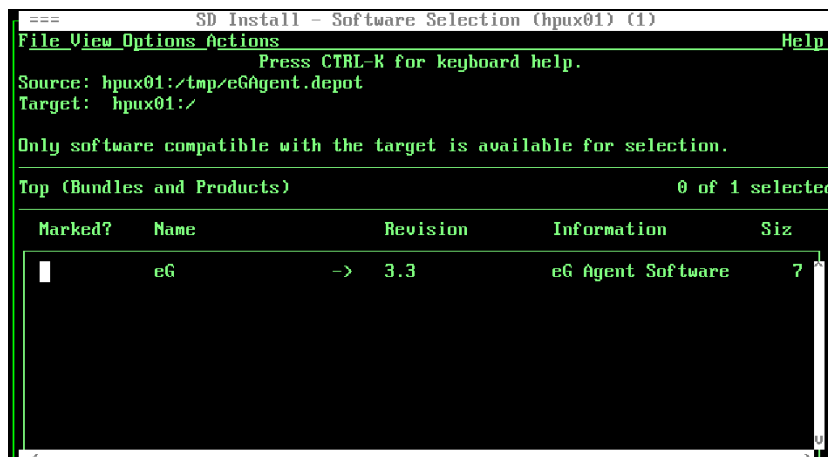 === SD Install - Software Selection (hpux01) (1)
File View Options Actions Help
Press CTRL-K for keyboard help.
Source: hpux01:/tmp/eGAgent.depot
Target: hpux01:/
Only software compatible with the target is available for selection.
Top (Bundles and Products) 0 of 1 selected
Marked? Name Revision Information Siz
eG -> 3.3 eG Agent Software 7